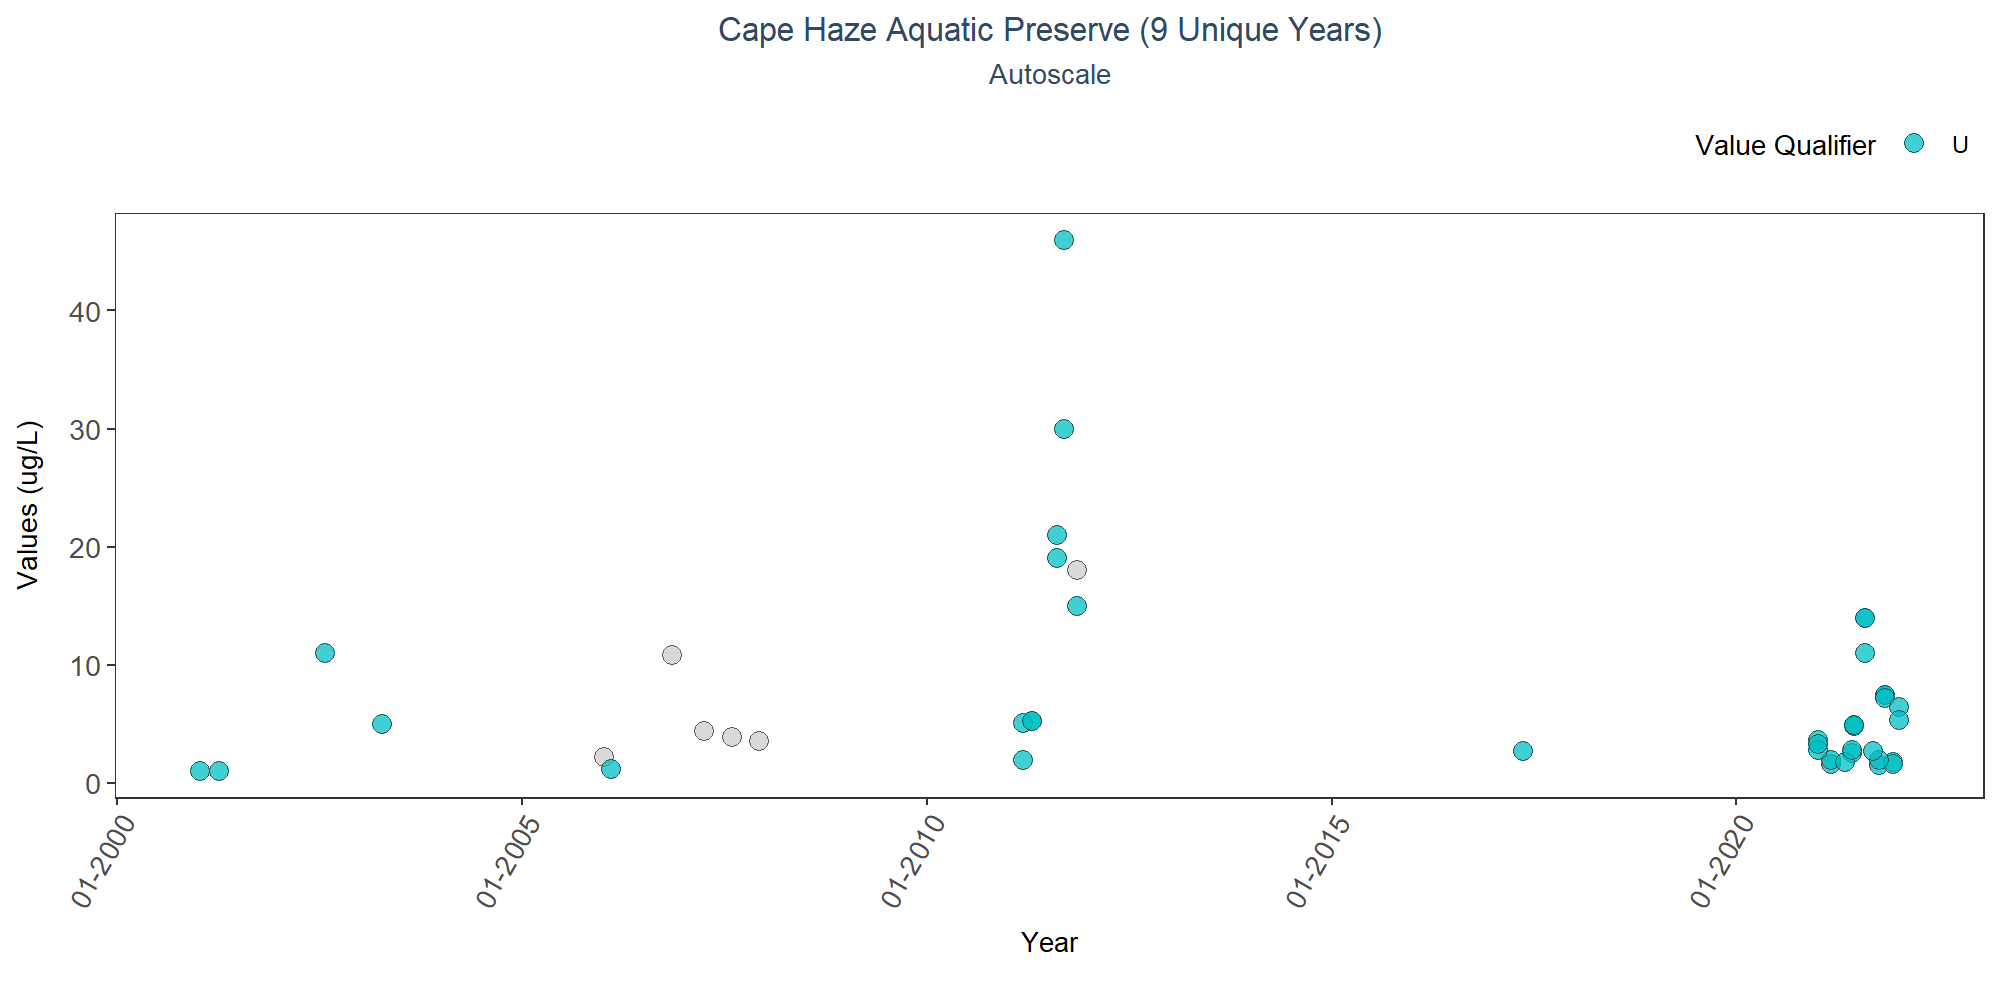 Cape Haze Aquatic Preserve (9 Unique Years)
Autoscale
Value Qualifier U
Values (ug/L)
40
30
20
10
0
01-2000 01-2005 01-2010 01-2015 01-2020
Year